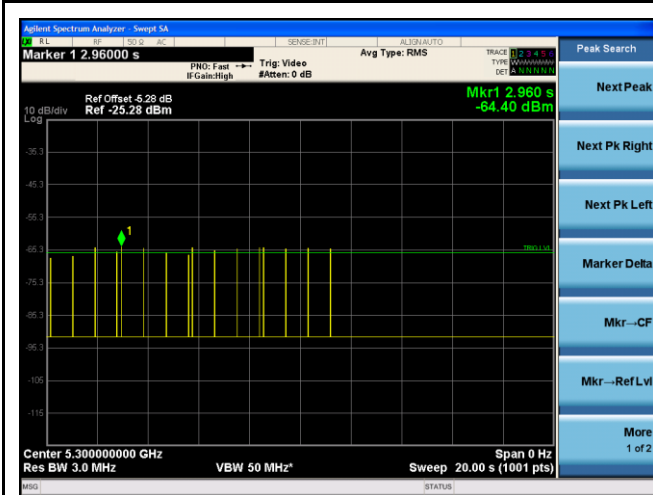 Agilent Spectrum Analyzer - Swept SA
RL RF 50 Ω AC SENSE:INT ALIGNAUTO
Marker 1 2.96000 s
PNO: Fast
IFGain:High
Trig: Video
#Atten: 0 dB
Avg Type: RMS
TRACE 1 2 3 4 5 6
TYPE
DET A N N N N N
Peak Search
Ref Offset -5.28 dB
10 dB/div Ref -25.28 dBm
Log
Mkr1 2.960 s
-64.40 dBm
-35.3
-45.3
-55.3
1
-65.3
TRIG LVL
-75.3
-85.3
-95.3
-105
-115
Center 5.300000000 GHz
Span 0 Hz
Res BW 3.0 MHz
VBW 50 MHz*
Sweep 20.00 s (1001 pts)
MSG
STATUS
Next Peak
Next Pk Right
Next Pk Left
Marker Delta
Mkr→CF
Mkr→Ref Lvl
More
1 of 2